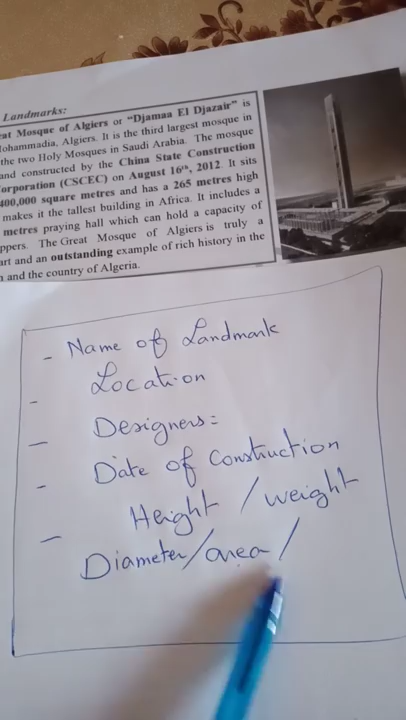 Landmarks:
eat Mosque of Algiers or “Djamaa El Djazair” is
ohammadia, Algiers. It is the third largest mosque in
the two Holy Mosques in Saudi Arabia. The mosque
and constructed by the China State Construction
orporation (CSCEC) on August 16th, 2012. It sits
400,000 square metres and has a 265 metres high
makes it the tallest building in Africa. It includes a
metres praying hall which can hold a capacity of
ppers. The Great Mosque of Algiers is truly a
art and an outstanding example of rich history in the
and the country of Algeria.
- Name of Landmark
- Location
- Designers:
- Date of Construction
- Height / weight
Diameter / area /